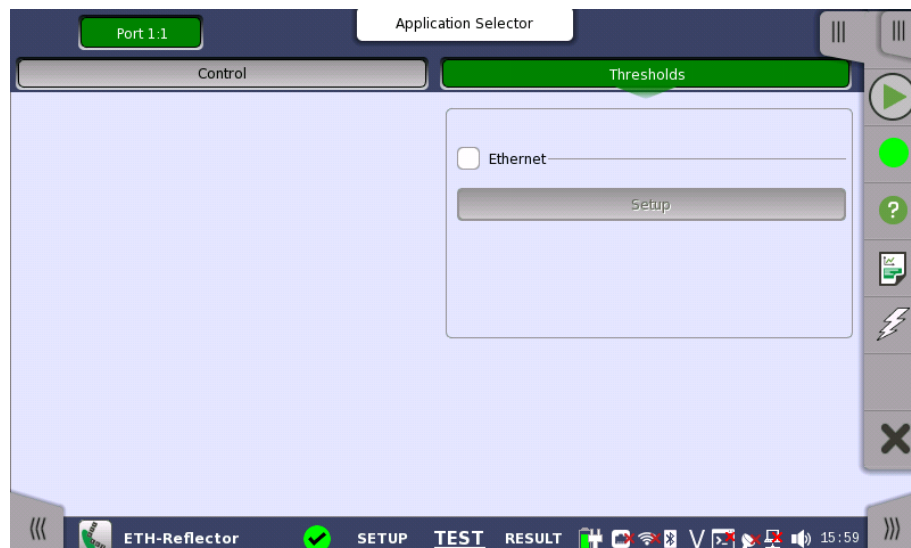 Port 1:1
Application Selector
Control
Thresholds
Ethernet
Setup
?
ETH-Reflector
SETUP TEST RESULT
V
15:59